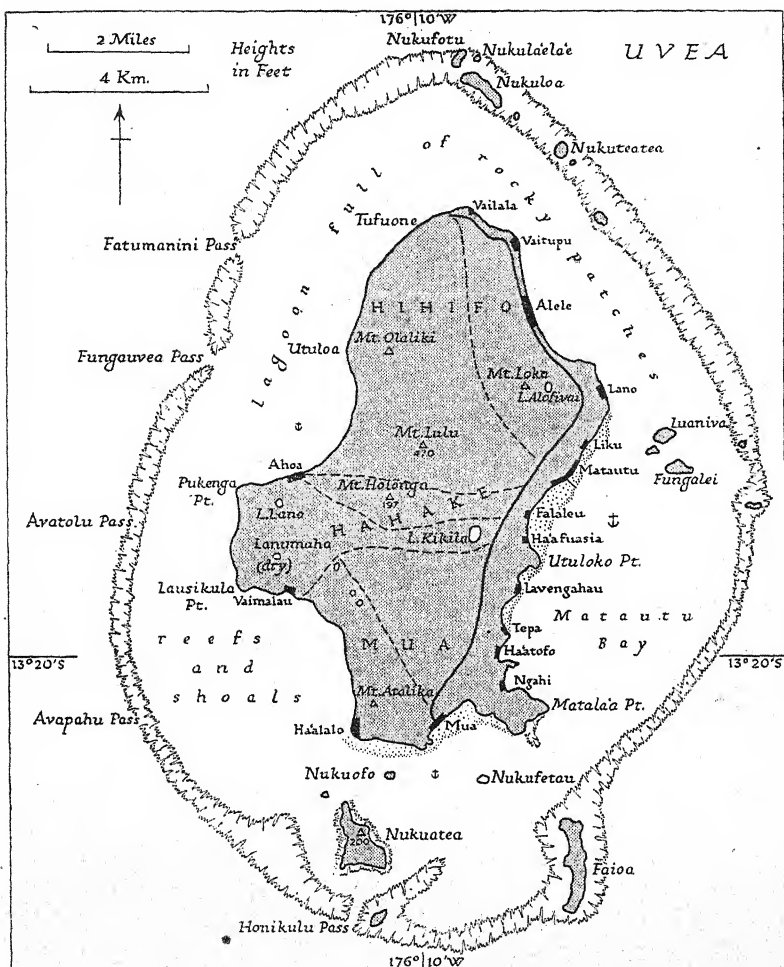 176°10'W
2 Miles
4 Km.
Heights
in Feet
Nukufotu
Nukula'ela'e
UVEA
Nukuloa
Nukuteatea
lagoon full of rocky patches
Vailala
Tufuone
Vaitupu
Fatumanini Pass
HIHIFO
Alele
Mt. Olaliki
Utuloa
Fungauvea Pass
Mt. Loka
L. Alofivai
Lano
Luaniva
Mt. Lulu
470
Liku
Ahoa
Matautu
Fungalei
Pukenga
Pt.
Mt. Holonga
197
L. Lano
HAHAKE
Falaleu
Avatolu Pass
L. Kikila
Ha'afuasia
Lanumaha
(dry)
Utuloko Pt.
Lausikula
Pt.
Vaimalau
Lavengahau
Matautu
Bay
reefs
and
shoals
MUA
Tepa
Ha'atofo
13°20'S
13°20'S
Ngahi
Mt. Atalika
Matala'a Pt.
Avapahu Pass
Ha'alalo
Mua
Nukuofo
Nukufetau
Nukuatea
200
Faioa
Honikulu Pass
176°10'W